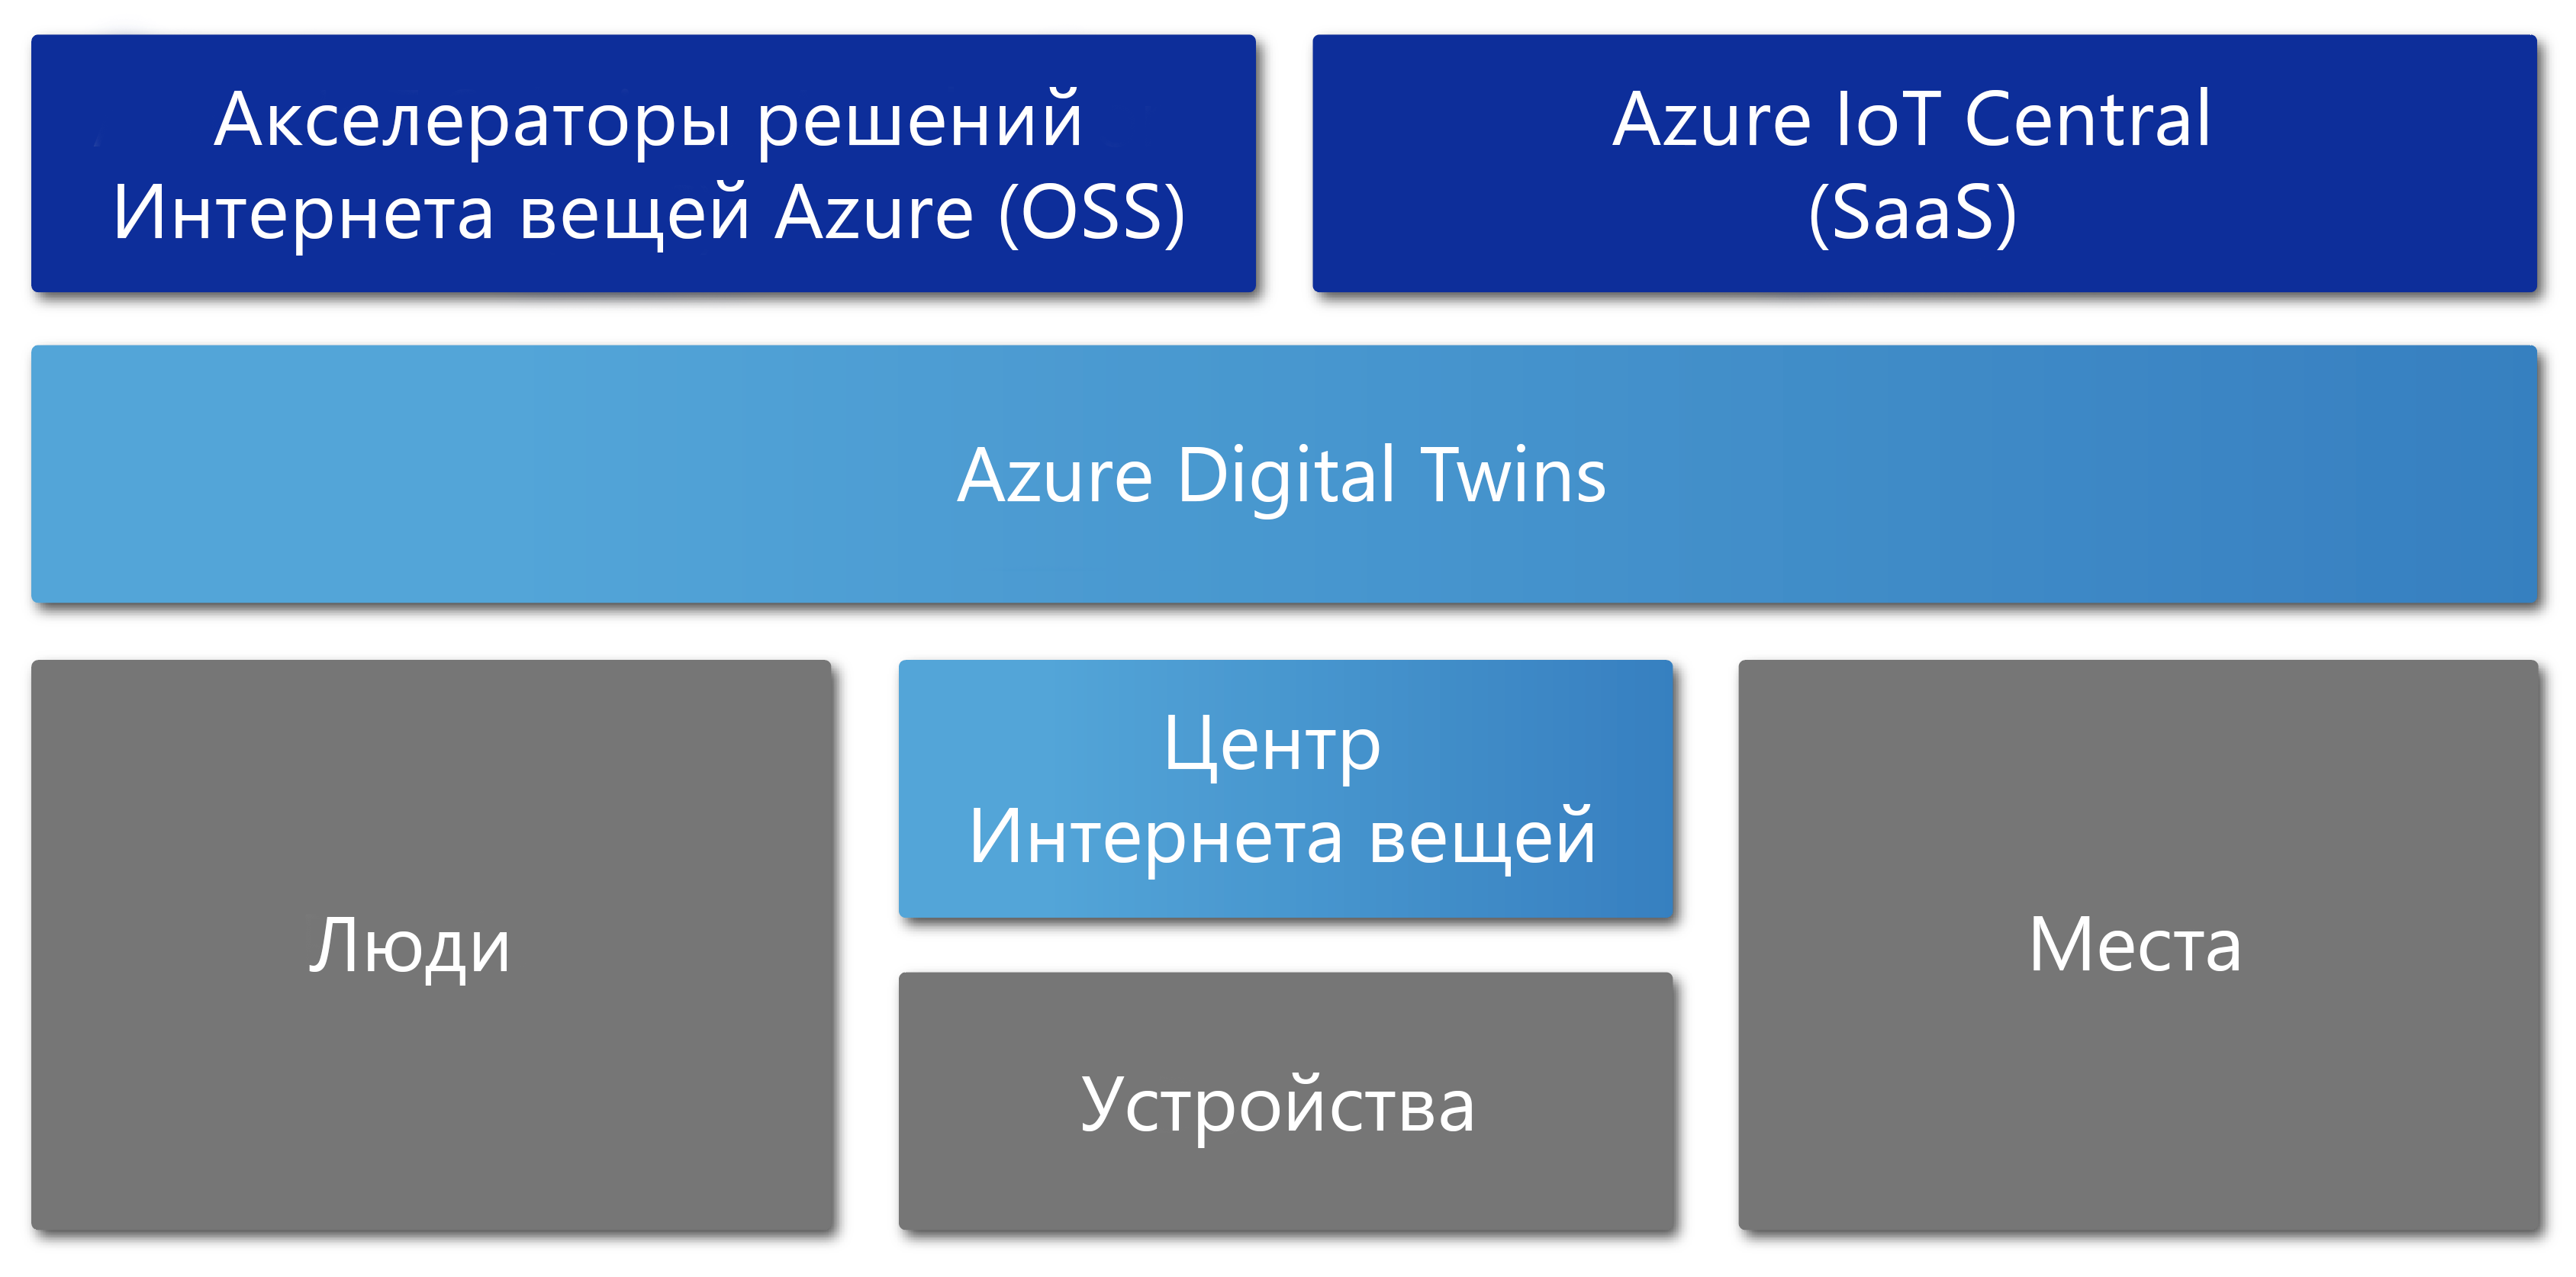 Акселераторы решений
Интернета вещей Azure (OSS)
Azure IoT Central
(SaaS)
Azure Digital Twins
Люди
Центр
Интернета вещей
Устройства
Места